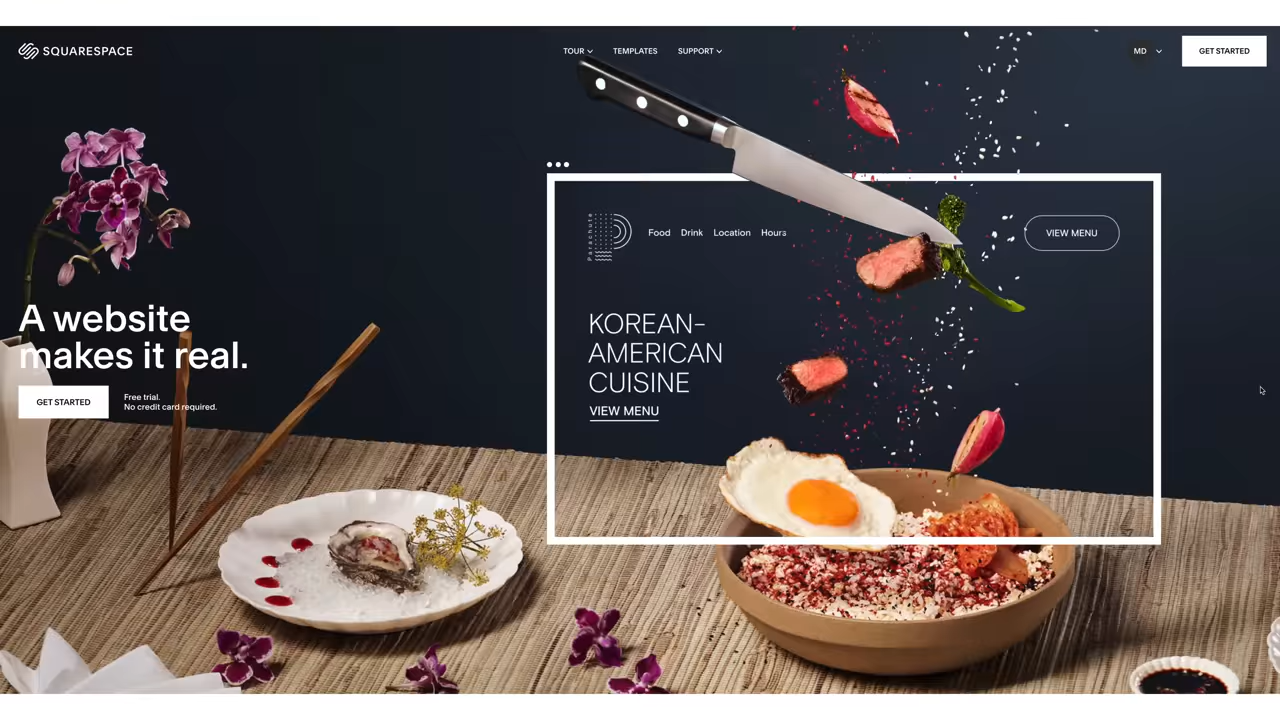 SQUARESPACE
TOUR
TEMPLATES
SUPPORT
MD
GET STARTED
A website
makes it real.
GET STARTED
Free trial.
No credit card required.
Parachute
Food Drink Location Hours
VIEW MENU
KOREAN-
AMERICAN
CUISINE
VIEW MENU